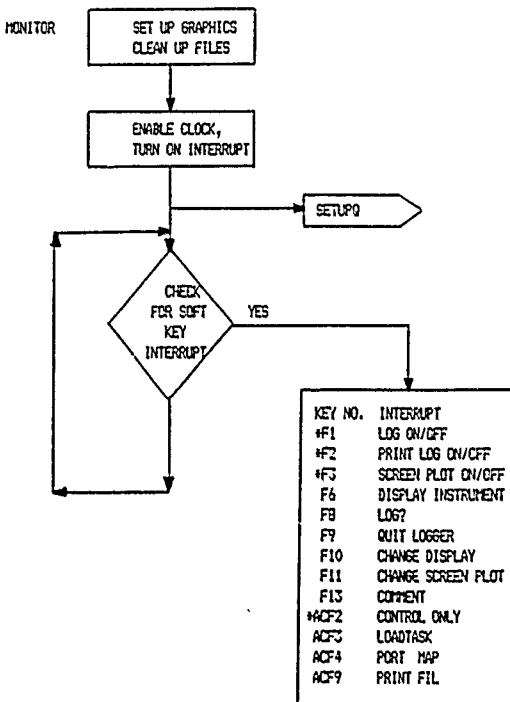 MONITOR
SET UP GRAPHICS
CLEAN UP FILES
ENABLE CLOCK,
TURN ON INTERRUPT
SETUPQ
CHECK
FOR SOFT
KEY
INTERRUPT
YES
KEY NO. INTERRUPT
*F1 LOG ON/OFF
*F2 PRINT LOG ON/OFF
*F3 SCREEN PLOT ON/OFF
F6 DISPLAY INSTRUMENT
F8 LOG?
F9 QUIT LOGGER
F10 CHANGE DISPLAY
F11 CHANGE SCREEN PLOT
F13 COMMENT
*ACF2 CONTROL ONLY
ACF3 LOADTASK
ACF4 PORT MAP
ACF9 PRINT FIL